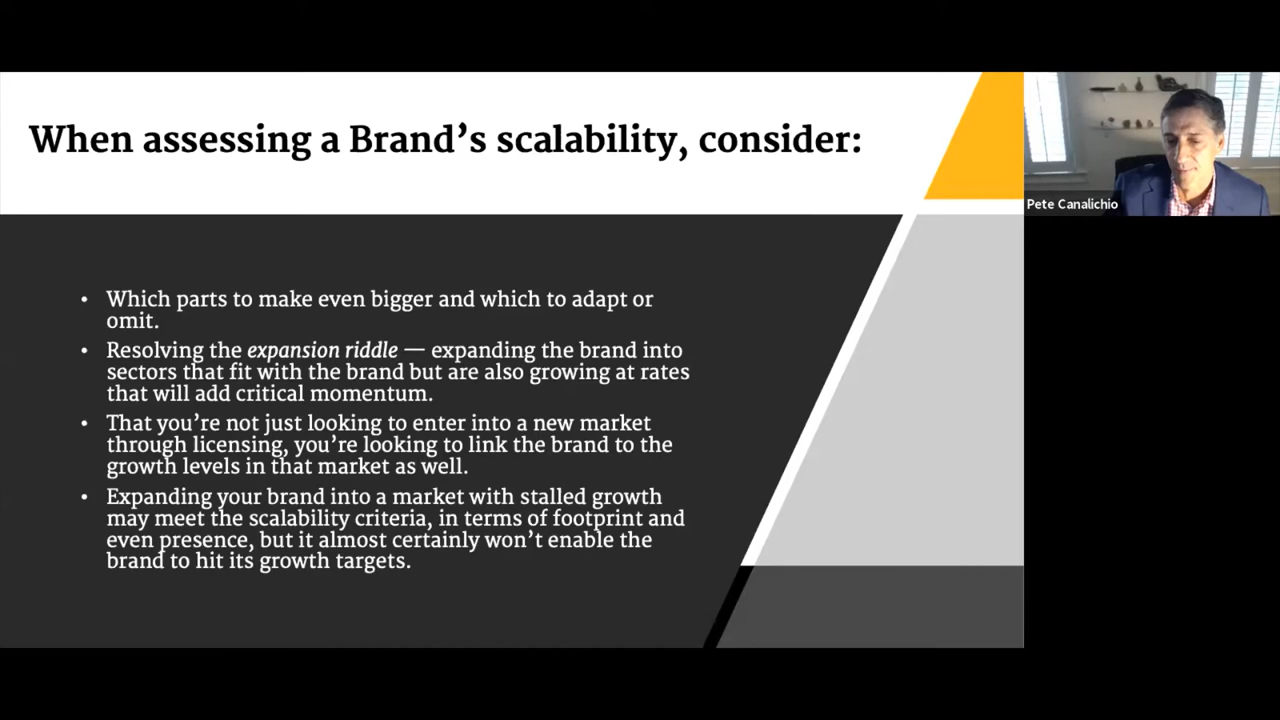 When assessing a Brand's scalability, consider:
Pete Canalichio
• Which parts to make even bigger and which to adapt or
omit.
• Resolving the expansion riddle — expanding the brand into
sectors that fit with the brand but are also growing at rates
that will add critical momentum.
• That you're not just looking to enter into a new market
through licensing, you're looking to link the brand to the
growth levels in that market as well.
• Expanding your brand into a market with stalled growth
may meet the scalability criteria, in terms of footprint and
even presence, but it almost certainly won't enable the
brand to hit its growth targets.